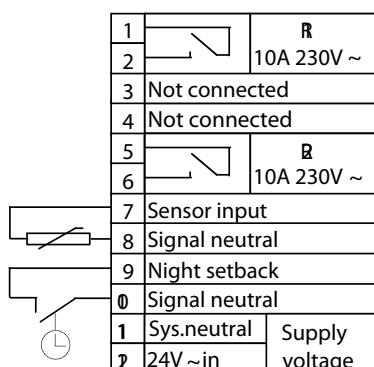 1
2
10A 230V ~
3 Not connected
4 Not connected
5
6
10A 230V ~
7 Sensor input
8 Signal neutral
9 Night setback
Signal neutral
Sys.neutral
24V ~ in
Supply
voltage